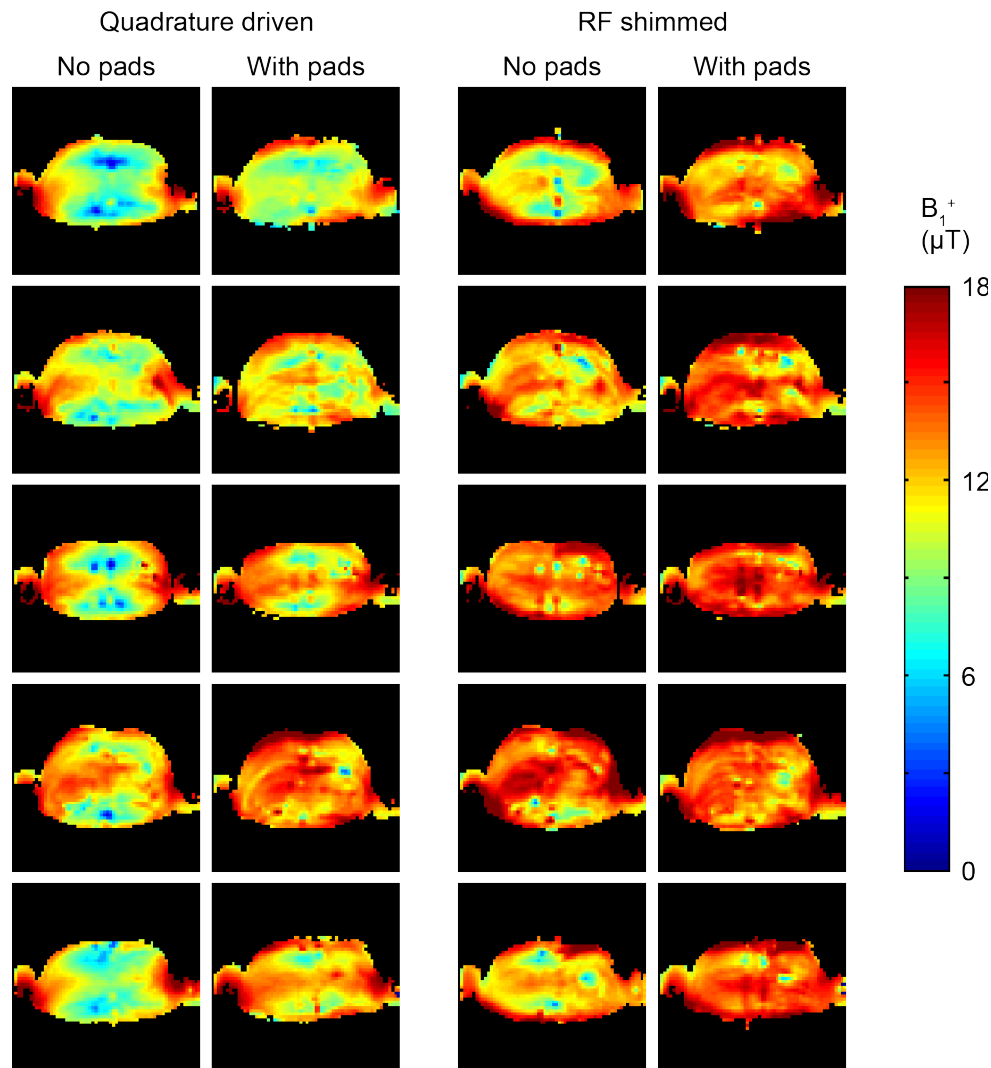 Quadrature driven
RF shimmed
No pads
With pads
No pads
With pads
B₁⁺
(µT)
18
12
6
0